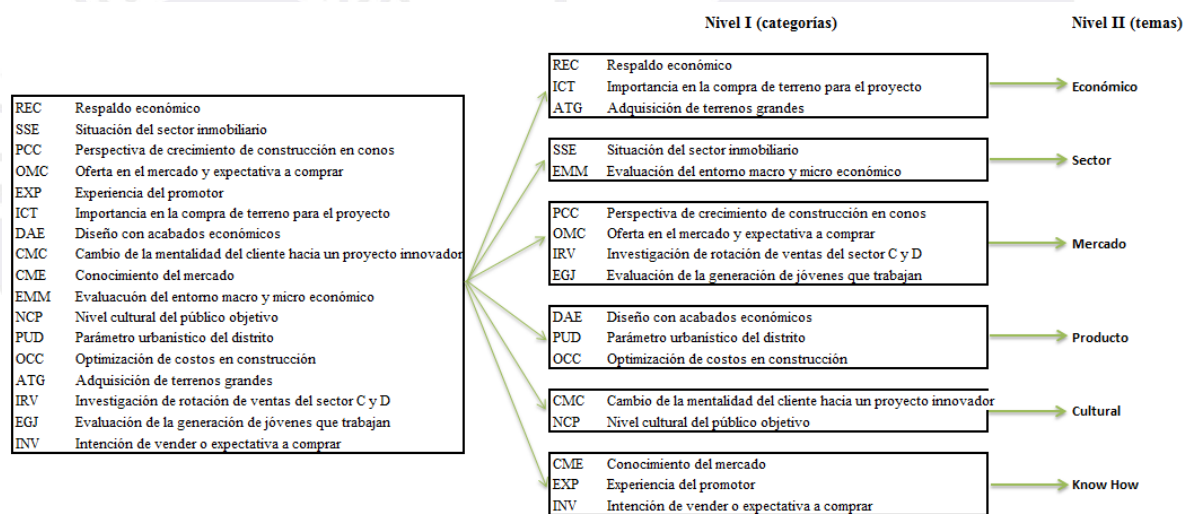 Nivel I (categorías) Nivel II (temas)
REC Respaldo económico
SSE Situación del sector inmobiliario
PCC Perspectiva de crecimiento de construcción en conos
OMC Oferta en el mercado y expectativa a comprar
EXP Experiencia del promotor
ICT Importancia en la compra de terreno para el proyecto
DAE Diseño con acabados económicos
CMC Cambio de la mentalidad del cliente hacia un proyecto innovador
CME Conocimiento del mercado
EMM Evaluacuón del entorno macro y micro económico
NCP Nivel cultural del público objetivo
PUD Parámetro urbanístico del distrito
OCC Optimización de costos en construcción
ATG Adquisición de terrenos grandes
IRV Investigación de rotación de ventas del sector C y D
EGJ Evaluación de la generación de jóvenes que trabajan
INV Intención de vender o expectativa a comprar
REC Respaldo económico
ICT Importancia en la compra de terreno para el proyecto
ATG Adquisición de terrenos grandes
Económico
SSE Situación del sector inmobiliario
EMM Evaluación del entorno macro y micro económico
Sector
PCC Perspectiva de crecimiento de construcción en conos
OMC Oferta en el mercado y expectativa a comprar
IRV Investigación de rotación de ventas del sector C y D
EGJ Evaluación de la generación de jóvenes que trabajan
Mercado
DAE Diseño con acabados económicos
PUD Parámetro urbanístico del distrito
OCC Optimización de costos en construcción
Producto
CMC Cambio de la mentalidad del cliente hacia un proyecto innovador
NCP Nivel cultural del público objetivo
Cultural
CME Conocimiento del mercado
EXP Experiencia del promotor
INV Intención de vender o expectativa a comprar
Know How